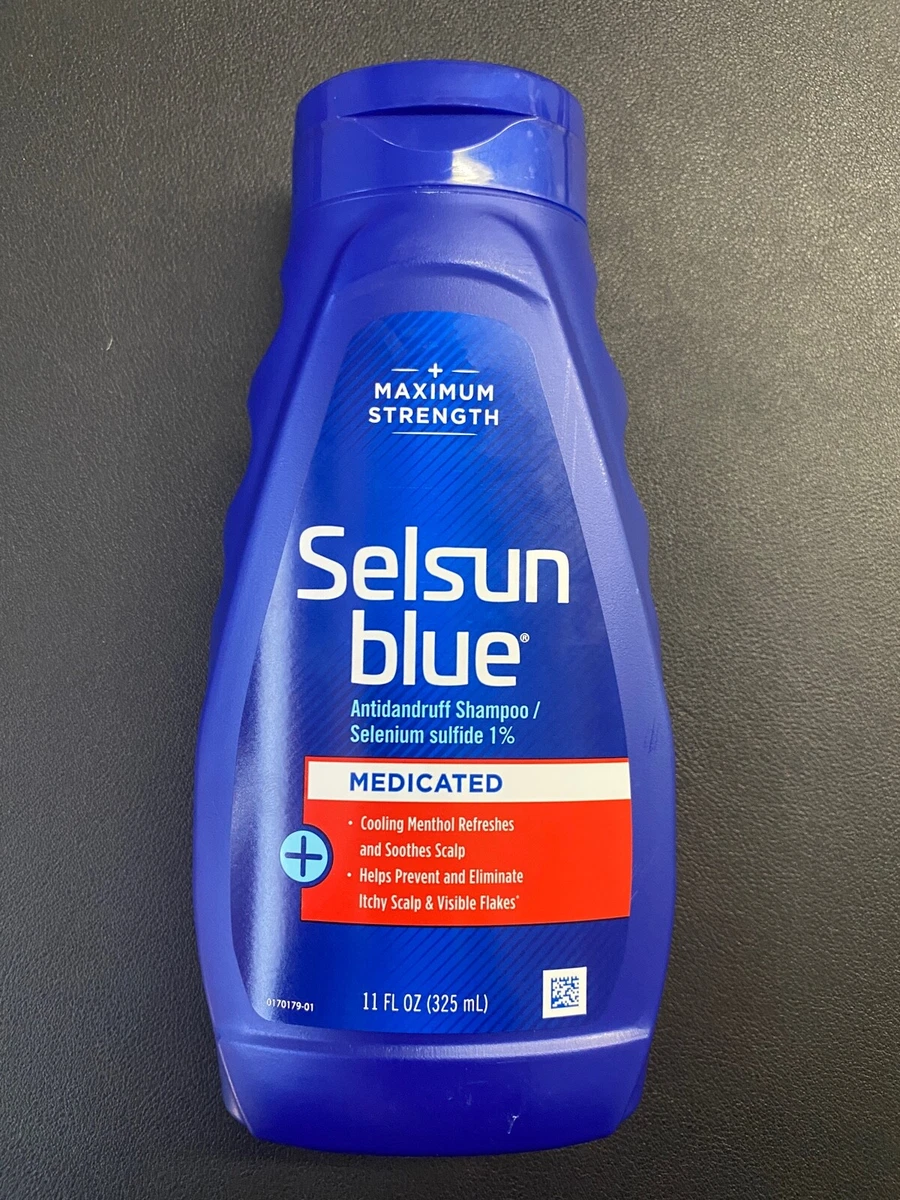 MAXIMUM
STRENGTH
Selsun
blue®
Antidandruff Shampoo /
Selenium sulfide 1%
MEDICATED
• Cooling Menthol Refreshes
and Soothes Scalp
• Helps Prevent and Eliminate
Itchy Scalp & Visible Flakes*
0170179-01
11 FL OZ (325 mL)